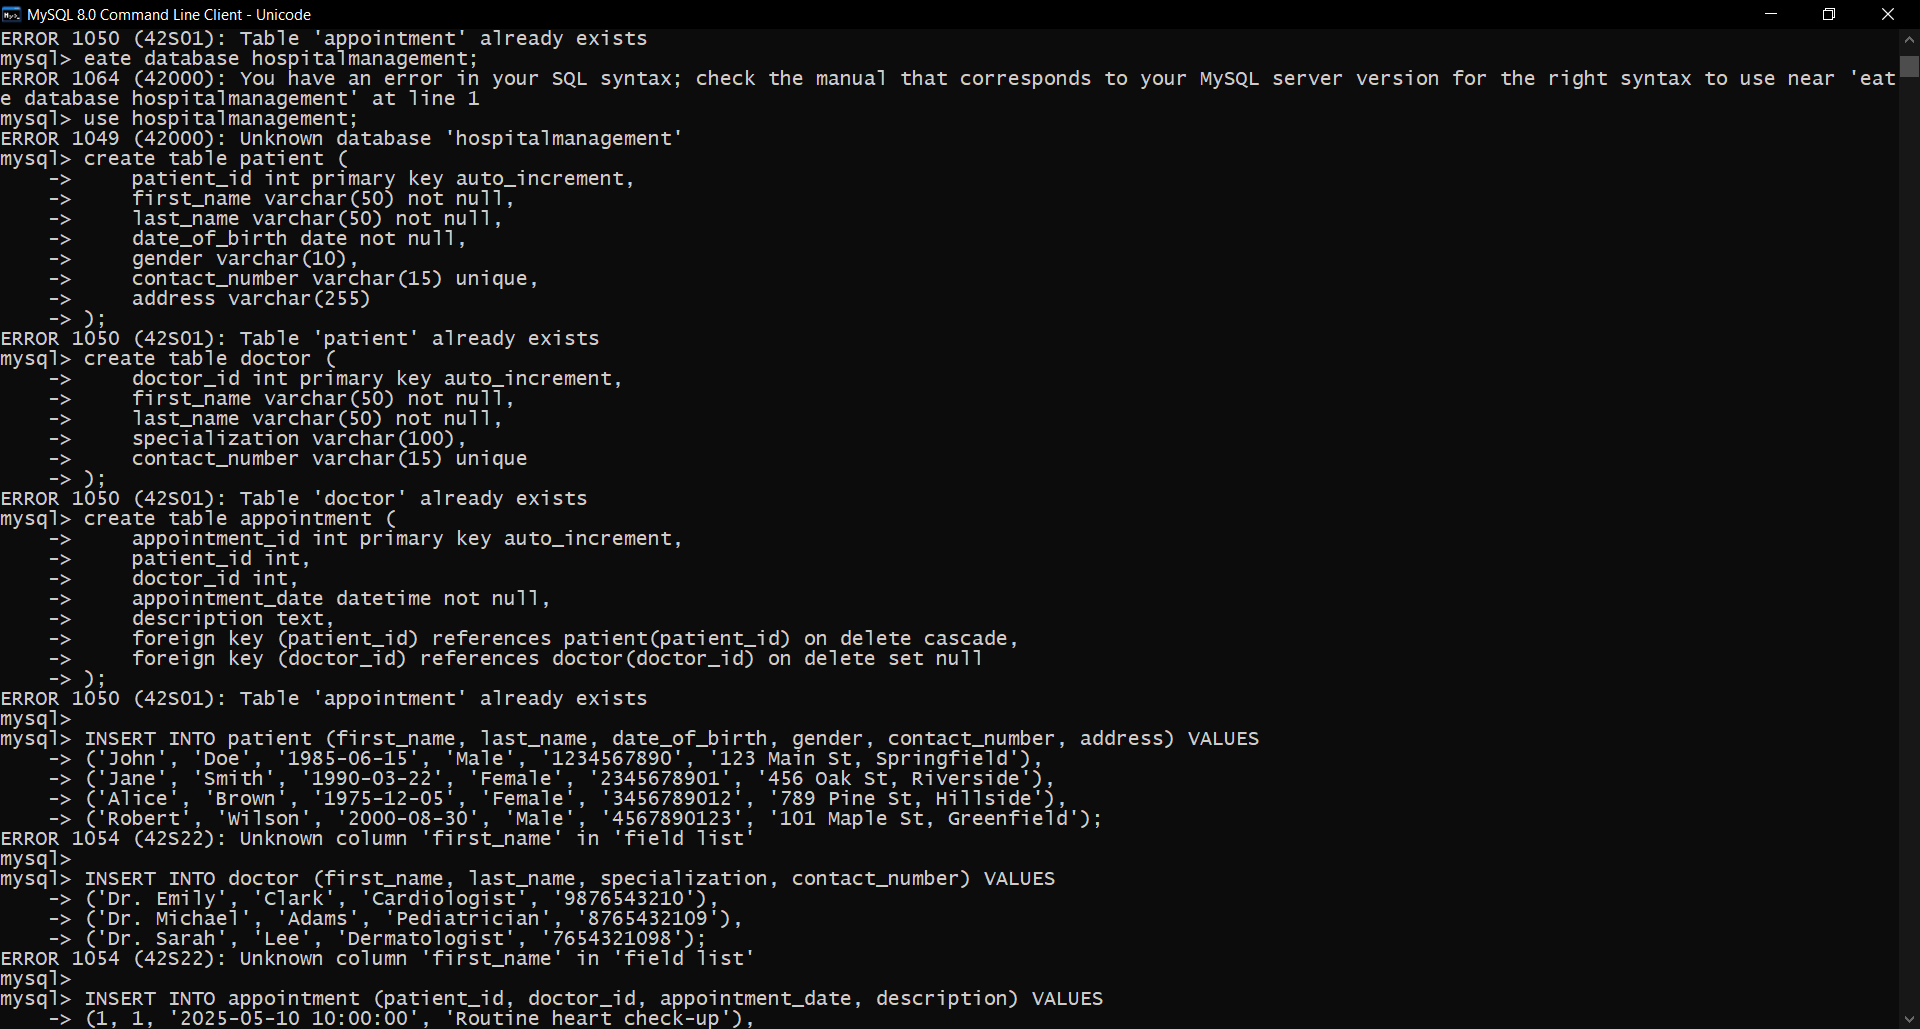 MySQL 8.0 Command Line Client - Unicode
ERROR 1050 (42S01): Table 'appointment' already exists
mysql> eate database hospitalmanagement;
ERROR 1064 (42000): You have an error in your SQL syntax; check the manual that corresponds to your MySQL server version for the right syntax to use near 'eat
e database hospitalmanagement' at line 1
mysql> use hospitalmanagement;
ERROR 1049 (42000): Unknown database 'hospitalmanagement'
mysql> create table patient (
    ->     patient_id int primary key auto_increment,
    ->     first_name varchar(50) not null,
    ->     last_name varchar(50) not null,
    ->     date_of_birth date not null,
    ->     gender varchar(10),
    ->     contact_number varchar(15) unique,
    ->     address varchar(255)
    -> );
ERROR 1050 (42S01): Table 'patient' already exists
mysql> create table doctor (
    ->     doctor_id int primary key auto_increment,
    ->     first_name varchar(50) not null,
    ->     last_name varchar(50) not null,
    ->     specialization varchar(100),
    ->     contact_number varchar(15) unique
    -> );
ERROR 1050 (42S01): Table 'doctor' already exists
mysql> create table appointment (
    ->     appointment_id int primary key auto_increment,
    ->     patient_id int,
    ->     doctor_id int,
    ->     appointment_date datetime not null,
    ->     description text,
    ->     foreign key (patient_id) references patient(patient_id) on delete cascade,
    ->     foreign key (doctor_id) references doctor(doctor_id) on delete set null
    -> );
ERROR 1050 (42S01): Table 'appointment' already exists
mysql>
mysql> INSERT INTO patient (first_name, last_name, date_of_birth, gender, contact_number, address) VALUES
    -> ('John', 'Doe', '1985-06-15', 'Male', '1234567890', '123 Main St, Springfield'),
    -> ('Jane', 'Smith', '1990-03-22', 'Female', '2345678901', '456 Oak St, Riverside'),
    -> ('Alice', 'Brown', '1975-12-05', 'Female', '3456789012', '789 Pine St, Hillside'),
    -> ('Robert', 'Wilson', '2000-08-30', 'Male', '4567890123', '101 Maple St, Greenfield');
ERROR 1054 (42S22): Unknown column 'first_name' in 'field list'
mysql>
mysql> INSERT INTO doctor (first_name, last_name, specialization, contact_number) VALUES
    -> ('Dr. Emily', 'Clark', 'Cardiologist', '9876543210'),
    -> ('Dr. Michael', 'Adams', 'Pediatrician', '8765432109'),
    -> ('Dr. Sarah', 'Lee', 'Dermatologist', '7654321098');
ERROR 1054 (42S22): Unknown column 'first_name' in 'field list'
mysql>
mysql> INSERT INTO appointment (patient_id, doctor_id, appointment_date, description) VALUES
    -> (1, 1, '2025-05-10 10:00:00', 'Routine heart check-up'),